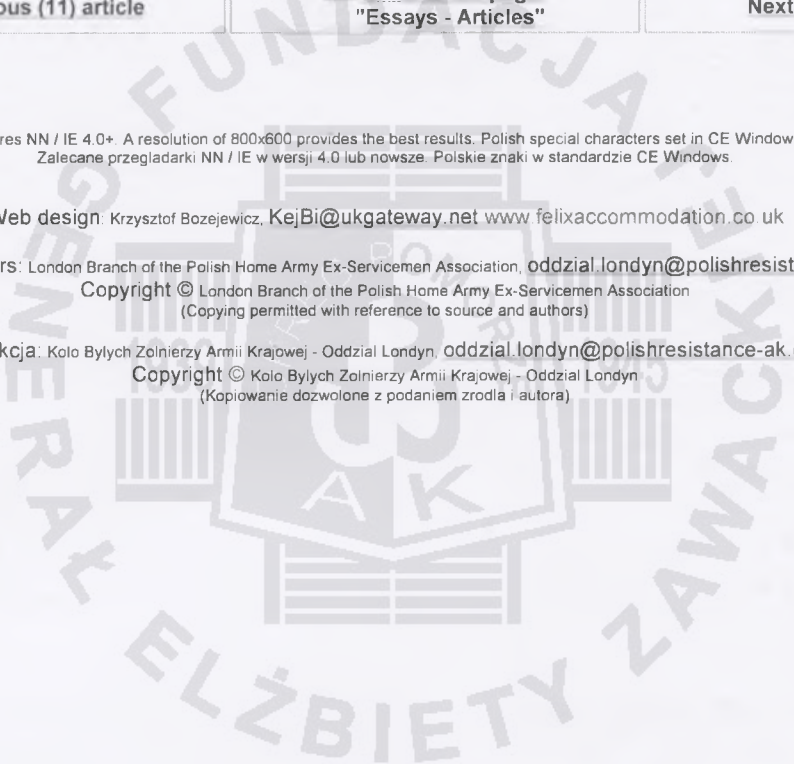 ous (11) article
"Essays - Articles"
Next
res NN / IE 4.0+. A resolution of 800x600 provides the best results. Polish special characters set in CE Window
Zalecane przegladarki NN / IE w wersji 4.0 lub nowsze. Polskie znaki w standardzie CE Windows.
Web design: Krzysztof Bozejewicz, KejBi@ukgateway.net www.felixaccommodation.co.uk
rs: London Branch of the Polish Home Army Ex-Servicemen Association, oddzial.londyn@polishresist
Copyright © London Branch of the Polish Home Army Ex-Servicemen Association
(Copying permitted with reference to source and authors)
kcja: Kolo Bylych Zolnierzy Armii Krajowej - Oddzial Londyn, oddzial.londyn@polishresistance-ak.
Copyright © Kolo Bylych Zolnierzy Armii Krajowej - Oddzial Londyn
(Kopiowanie dozwolone z podaniem zrodla i autora)
FUNDACJA
GENERAŁ ELŻBIETY ZAWACKIEJ
POMOR
1945
AK